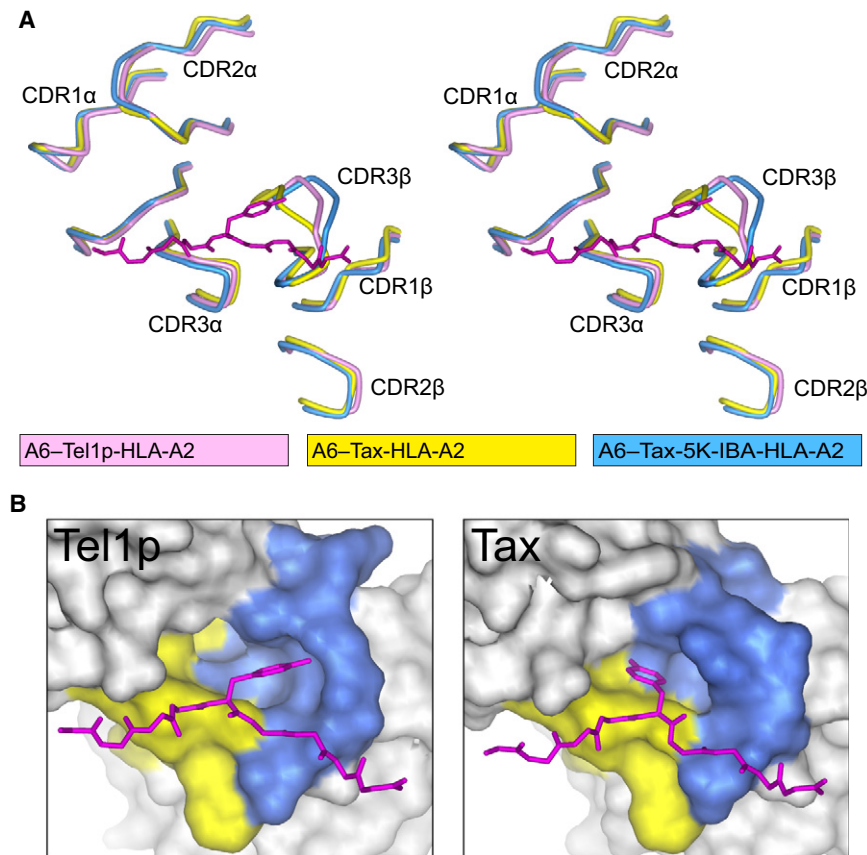 A
CDR2α
CDR1α
CDR3β
CDR1β
CDR3α
CDR2β
CDR2α
CDR1α
CDR3β
CDR1β
CDR3α
CDR2β
A6–Tel1p-HLA-A2
A6–Tax-HLA-A2
A6–Tax-5K-IBA-HLA-A2
B
Tel1p
Tax